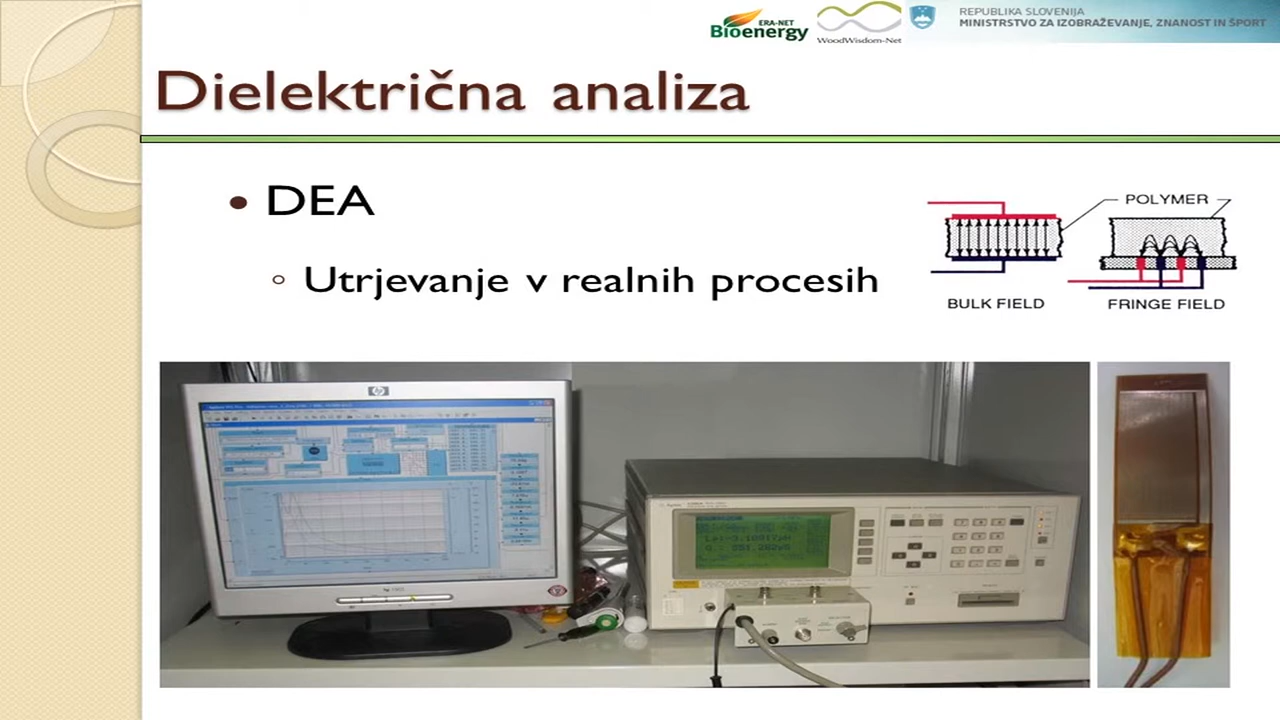 ERA-NET
Bioenergy
WoodWisdom-Net
REPUBLIKA SLOVENIJA
MINISTRSTVO ZA IZOBRAŽEVANJE, ZNANOST IN ŠPORT
Dielektrična analiza
• DEA
◦ Utrjevanje v realnih procesih
POLYMER
BULK FIELD
FRINGE FIELD
hp